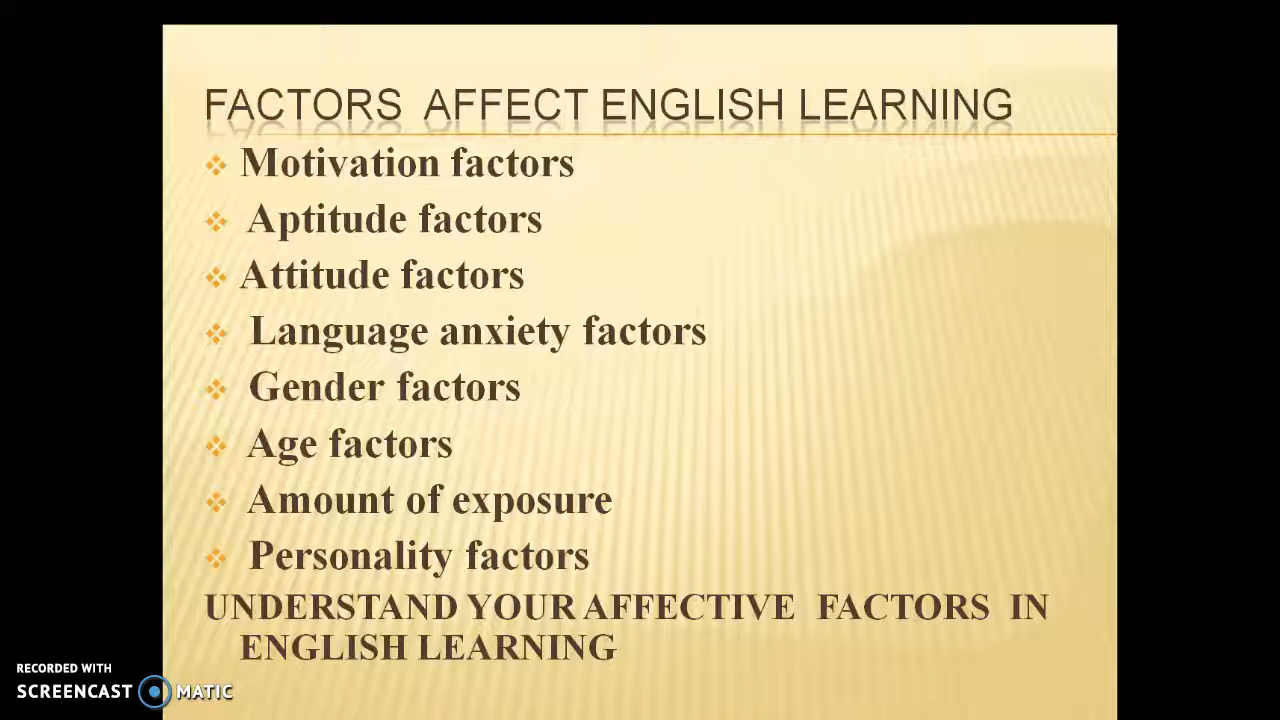 FACTORS AFFECT ENGLISH LEARNING
Motivation factors
Aptitude factors
Attitude factors
Language anxiety factors
Gender factors
Age factors
Amount of exposure
Personality factors
UNDERSTAND YOUR AFFECTIVE FACTORS IN
ENGLISH LEARNING
RECORDED WITH
SCREENCAST MATIC